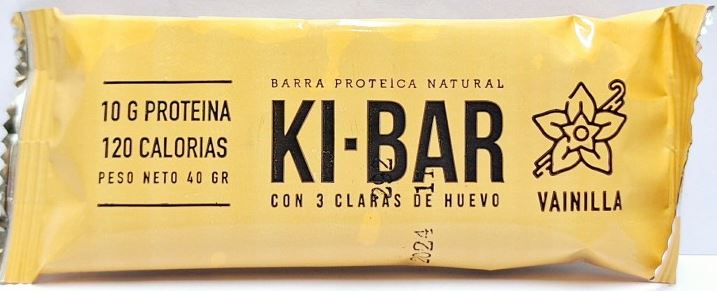 BARRA PROTEICA NATURAL
10 G PROTEINA
120 CALORIAS
PESO NETO 40 GR
KI·BAR
CON 3 CLARAS DE HUEVO
VAINILLA
2024